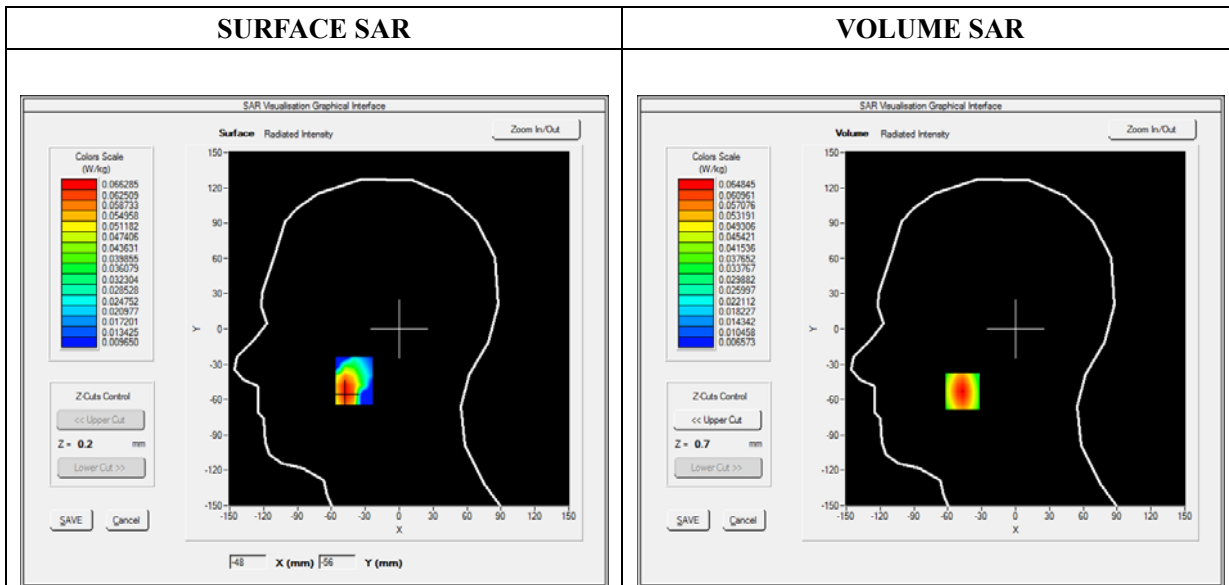 SURFACE SAR
VOLUME SAR
SAR Visualisation Graphical Interface
Surface Radiated Intensity
Zoom In/Out
Colors Scale
(W/kg)
0.066285
0.062509
0.058733
0.054958
0.051182
0.047406
0.043631
0.039855
0.036079
0.032304
0.028528
0.024752
0.020977
0.017201
0.013425
0.009650
Z-Cuts Control
<< Upper Cut
Z = 0.2 mm
Lower Cut >>
SAVE Cancel
150
120
90
60
30
0
-30
-60
-90
-120
-150
Y
-150 -120 -90 -60 -30 0 30 60 90 120 150
X
-48 X (mm) -56 Y (mm)
SAR Visualisation Graphical Interface
Volume Radiated Intensity
Zoom In/Out
Colors Scale
(W/kg)
0.064845
0.060961
0.057076
0.053191
0.049306
0.045421
0.041536
0.037652
0.033767
0.029882
0.025997
0.022112
0.018227
0.014342
0.010458
0.006573
Z-Cuts Control
<< Upper Cut
Z = 0.7 mm
Lower Cut >>
SAVE Cancel
150
120
90
60
30
0
-30
-60
-90
-120
-150
Y
-150 -120 -90 -60 -30 0 30 60 90 120 150
X